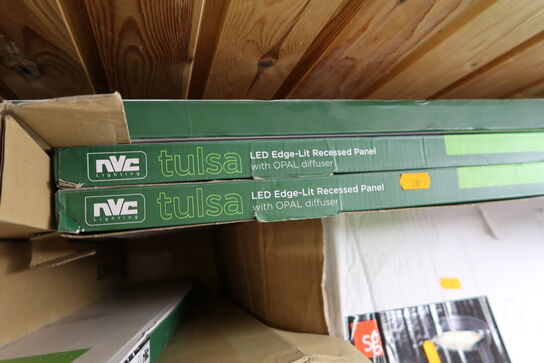 nvc
Lighting
tulsa
LED Edge-Lit Recessed Panel
with OPAL diffuser
nvc
Lighting
tulsa
LED Edge-Lit Recessed Panel
with OPAL diffuser
sg